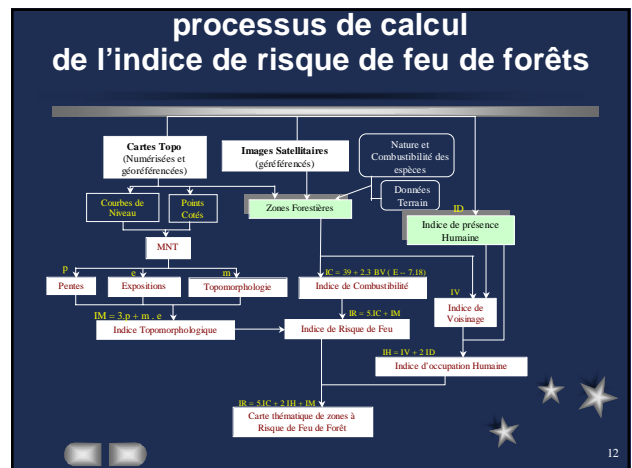 processus de calcul
de l'indice de risque de feu de forêts
Cartes Topo
(Numérisées et
géoréférencées)
Images Satellitaires
(géréférencés)
Nature et
Combustibilité des
espèces
Données
Terrain
Courbes de
Niveau
Points
Cotés
Zones Forestières
ID
Indice de présence
Humaine
MNT
p
e
m
Pentes
Expositions
Topomorphologie
IC = 39 + 2.3 BV ( E -- 7.18)
Indice de Combustibilité
IV
Indice de
Voisinage
IM = 3.p + m . e
Indice Topomorphologique
IR = 5.IC + IM
Indice de Risque de Feu
IH = IV + 2 ID
Indice d'occupation Humaine
IR = 5.IC + 2 IH + IM
Carte thématique de zones à
Risque de Feu de Forêt
12